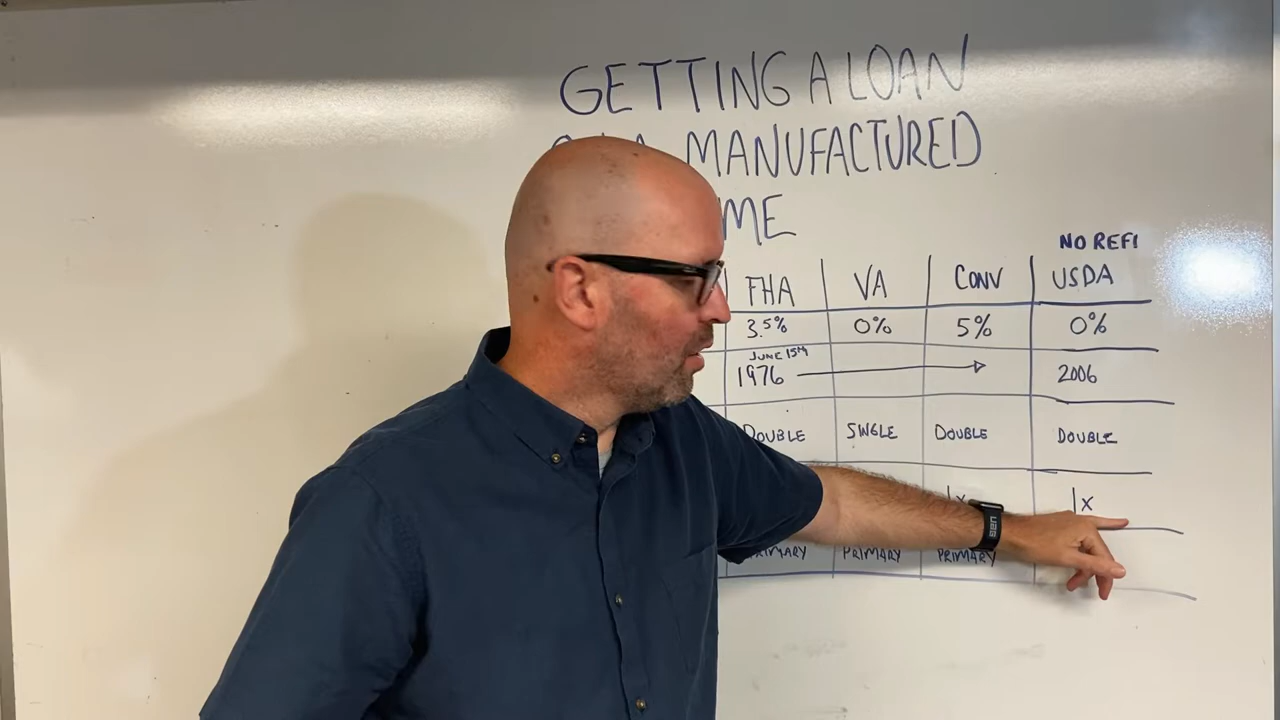 GETTING A LOAN
MANUFACTURED
ME
NO REFI
FHA VA CONV USDA
3.5% 0% 5% 0%
JUNE 15TH
1976 2006
DOUBLE SINGLE DOUBLE DOUBLE
1x 1x
PRIMARY PRIMARY PRIMARY